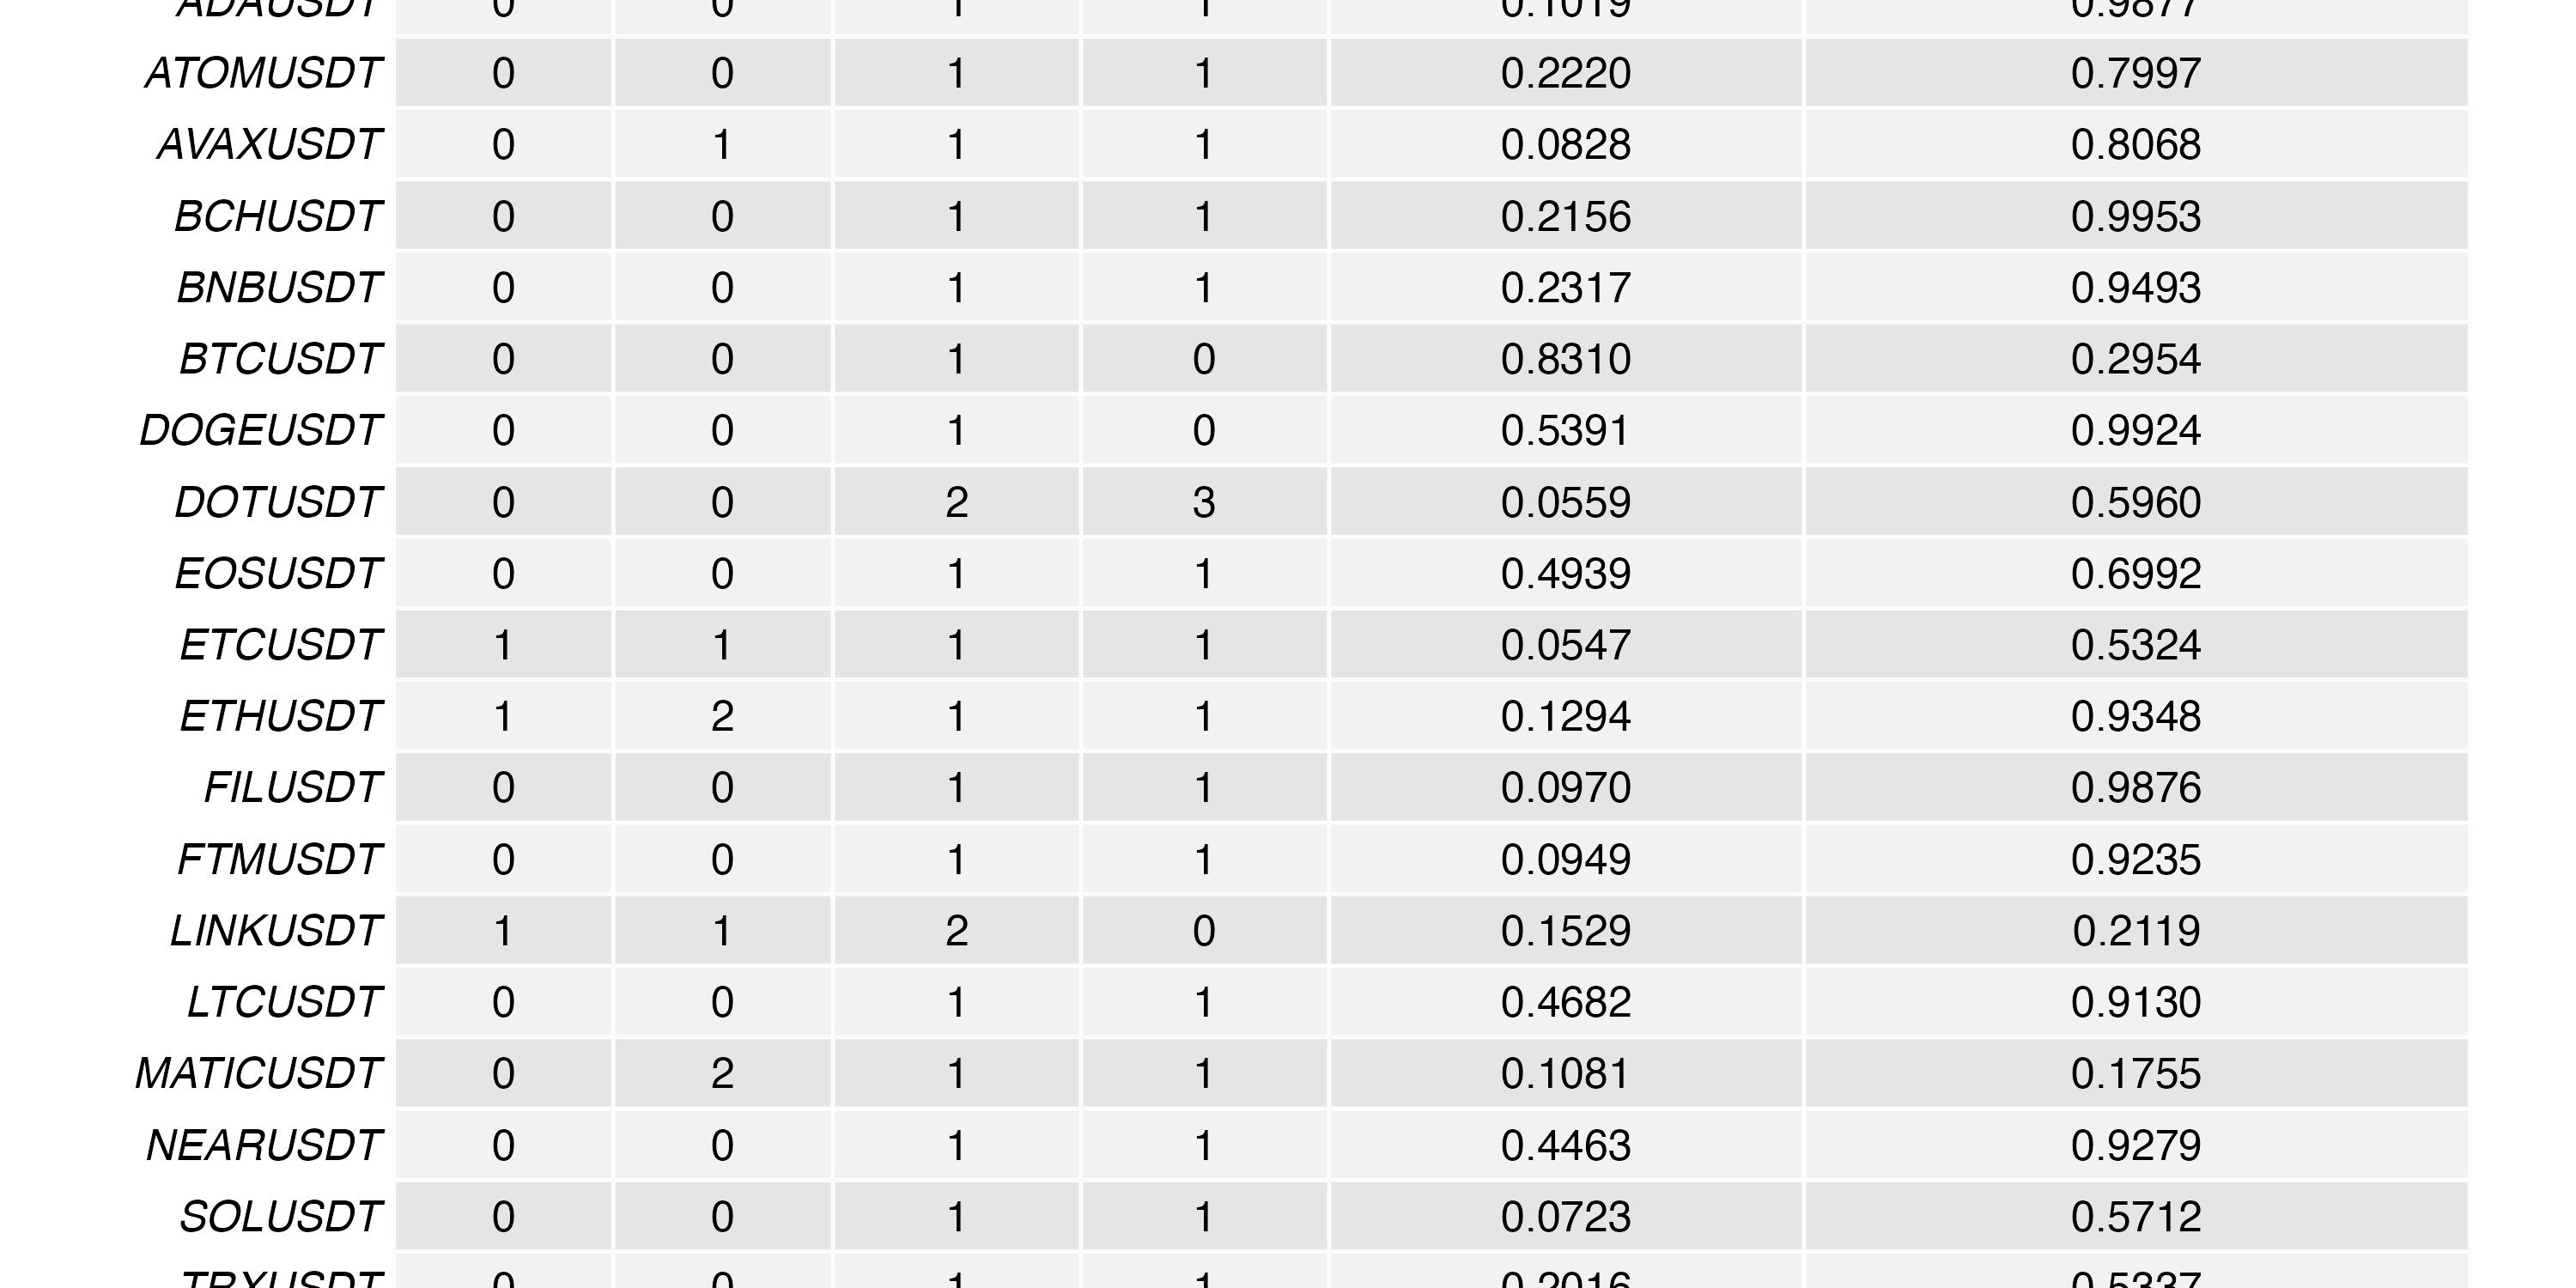 ADAUSDT 0 0 1 1 0.1019 0.9877
ATOMUSDT 0 0 1 1 0.2220 0.7997
AVAXUSDT 0 1 1 1 0.0828 0.8068
BCHUSDT 0 0 1 1 0.2156 0.9953
BNBUSDT 0 0 1 1 0.2317 0.9493
BTCUSDT 0 0 1 0 0.8310 0.2954
DOGEUSDT 0 0 1 0 0.5391 0.9924
DOTUSDT 0 0 2 3 0.0559 0.5960
EOSUSDT 0 0 1 1 0.4939 0.6992
ETCUSDT 1 1 1 1 0.0547 0.5324
ETHUSDT 1 2 1 1 0.1294 0.9348
FILUSDT 0 0 1 1 0.0970 0.9876
FTMUSDT 0 0 1 1 0.0949 0.9235
LINKUSDT 1 1 2 0 0.1529 0.2119
LTCUSDT 0 0 1 1 0.4682 0.9130
MATICUSDT 0 2 1 1 0.1081 0.1755
NEARUSDT 0 0 1 1 0.4463 0.9279
SOLUSDT 0 0 1 1 0.0723 0.5712
TRXUSDT 0 0 1 1 0.2016 0.5337